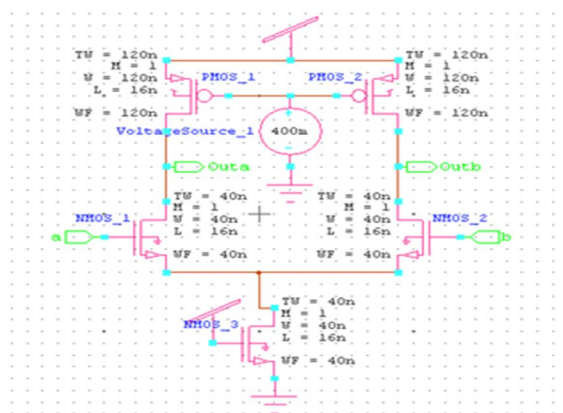 TW = 120n
M = 1
W = 120n
L = 16n
WF = 120n
PMOS_1
PMOS_2
TW = 120n
M = 1
W = 120n
L = 16n
WF = 120n
VoltageSource_1
400m
Outa
Outb
NMOS_1
a
TW = 40n
M = 1
W = 40n
L = 16n
WF = 40n
TW = 40n
M = 1
W = 40n
L = 16n
WF = 40n
NMOS_2
b
NMOS_3
TW = 40n
M = 1
W = 40n
L = 16n
WF = 40n